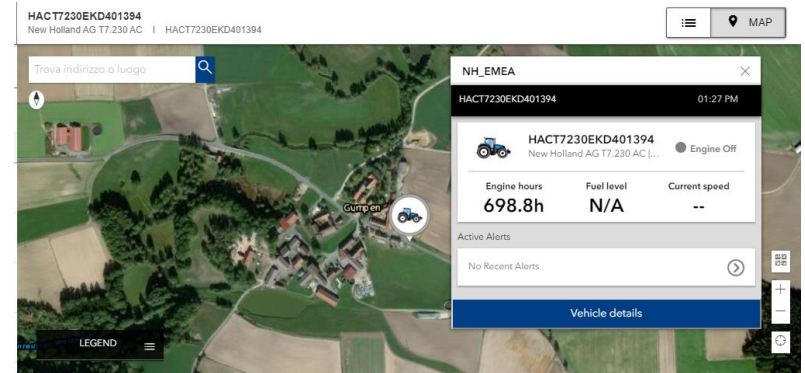 HACT7230EKD401394
New Holland AG T7.230 AC | HACT7230EKD401394
MAP
Trova indirizzo o luogo
NH_EMEA
HACT7230EKD401394 01:27 PM
HACT7230EKD401394
New Holland AG T7.230 AC |...
Engine Off
Engine hours Fuel level Current speed
698.8h N/A --
Active Alerts
No Recent Alerts
Vehicle details
Gumpen
LEGEND